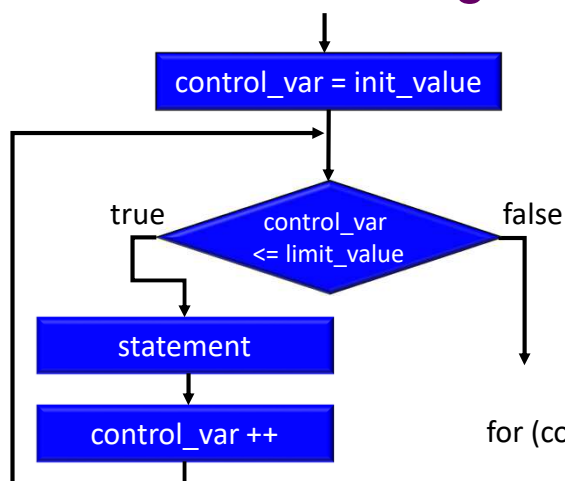 control_var = init_value
true
false
control_var
<= limit_value
statement
control_var ++
for (co